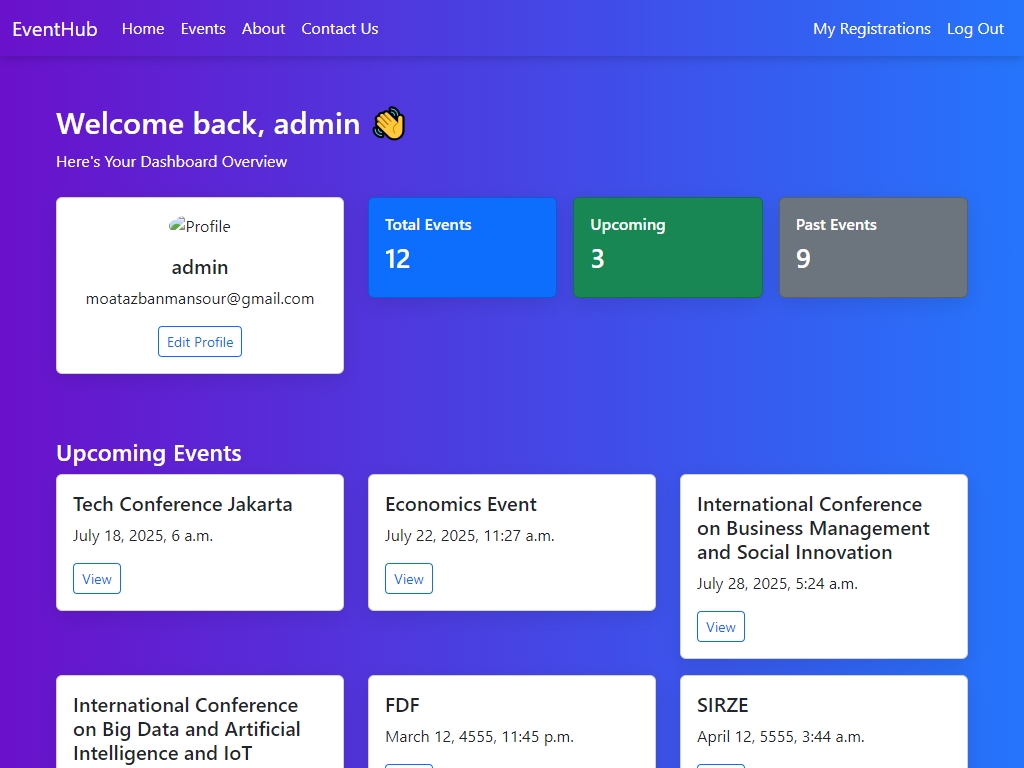 EventHub Home Events About Contact Us My Registrations Log Out
Welcome back, admin 👋
Here's Your Dashboard Overview
Profile
admin
moatazbanmansour@gmail.com
Edit Profile
Total Events
12
Upcoming
3
Past Events
9
Upcoming Events
Tech Conference Jakarta
July 18, 2025, 6 a.m.
View
Economics Event
July 22, 2025, 11:27 a.m.
View
International Conference
on Business Management
and Social Innovation
July 28, 2025, 5:24 a.m.
View
International Conference
on Big Data and Artificial
Intelligence and IoT
FDF
March 12, 4555, 11:45 p.m.
SIRZE
April 12, 5555, 3:44 a.m.